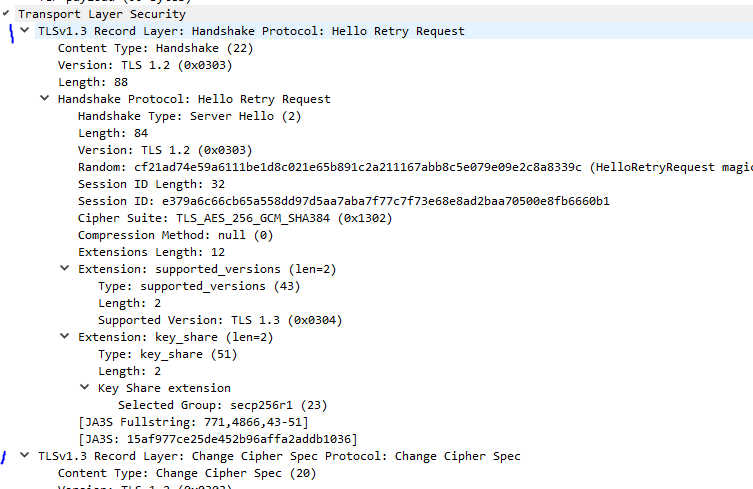 Transport Layer Security
TLSv1.3 Record Layer: Handshake Protocol: Hello Retry Request
Content Type: Handshake (22)
Version: TLS 1.2 (0x0303)
Length: 88
Handshake Protocol: Hello Retry Request
Handshake Type: Server Hello (2)
Length: 84
Version: TLS 1.2 (0x0303)
Random: cf21ad74e59a6111be1d8c021e65b891c2a211167abb8c5e079e09e2c8a8339c (HelloRetryRequest magic
Session ID Length: 32
Session ID: e379a6c66cb65a558dd97d5aa7aba7f77c7f73e68e8ad2baa70500e8fb6660b1
Cipher Suite: TLS_AES_256_GCM_SHA384 (0x1302)
Compression Method: null (0)
Extensions Length: 12
Extension: supported_versions (len=2)
Type: supported_versions (43)
Length: 2
Supported Version: TLS 1.3 (0x0304)
Extension: key_share (len=2)
Type: key_share (51)
Length: 2
Key Share extension
Selected Group: secp256r1 (23)
[JA3S Fullstring: 771,4866,43-51]
[JA3S: 15af977ce25de452b96affa2addb1036]
TLSv1.3 Record Layer: Change Cipher Spec Protocol: Change Cipher Spec
Content Type: Change Cipher Spec (20)